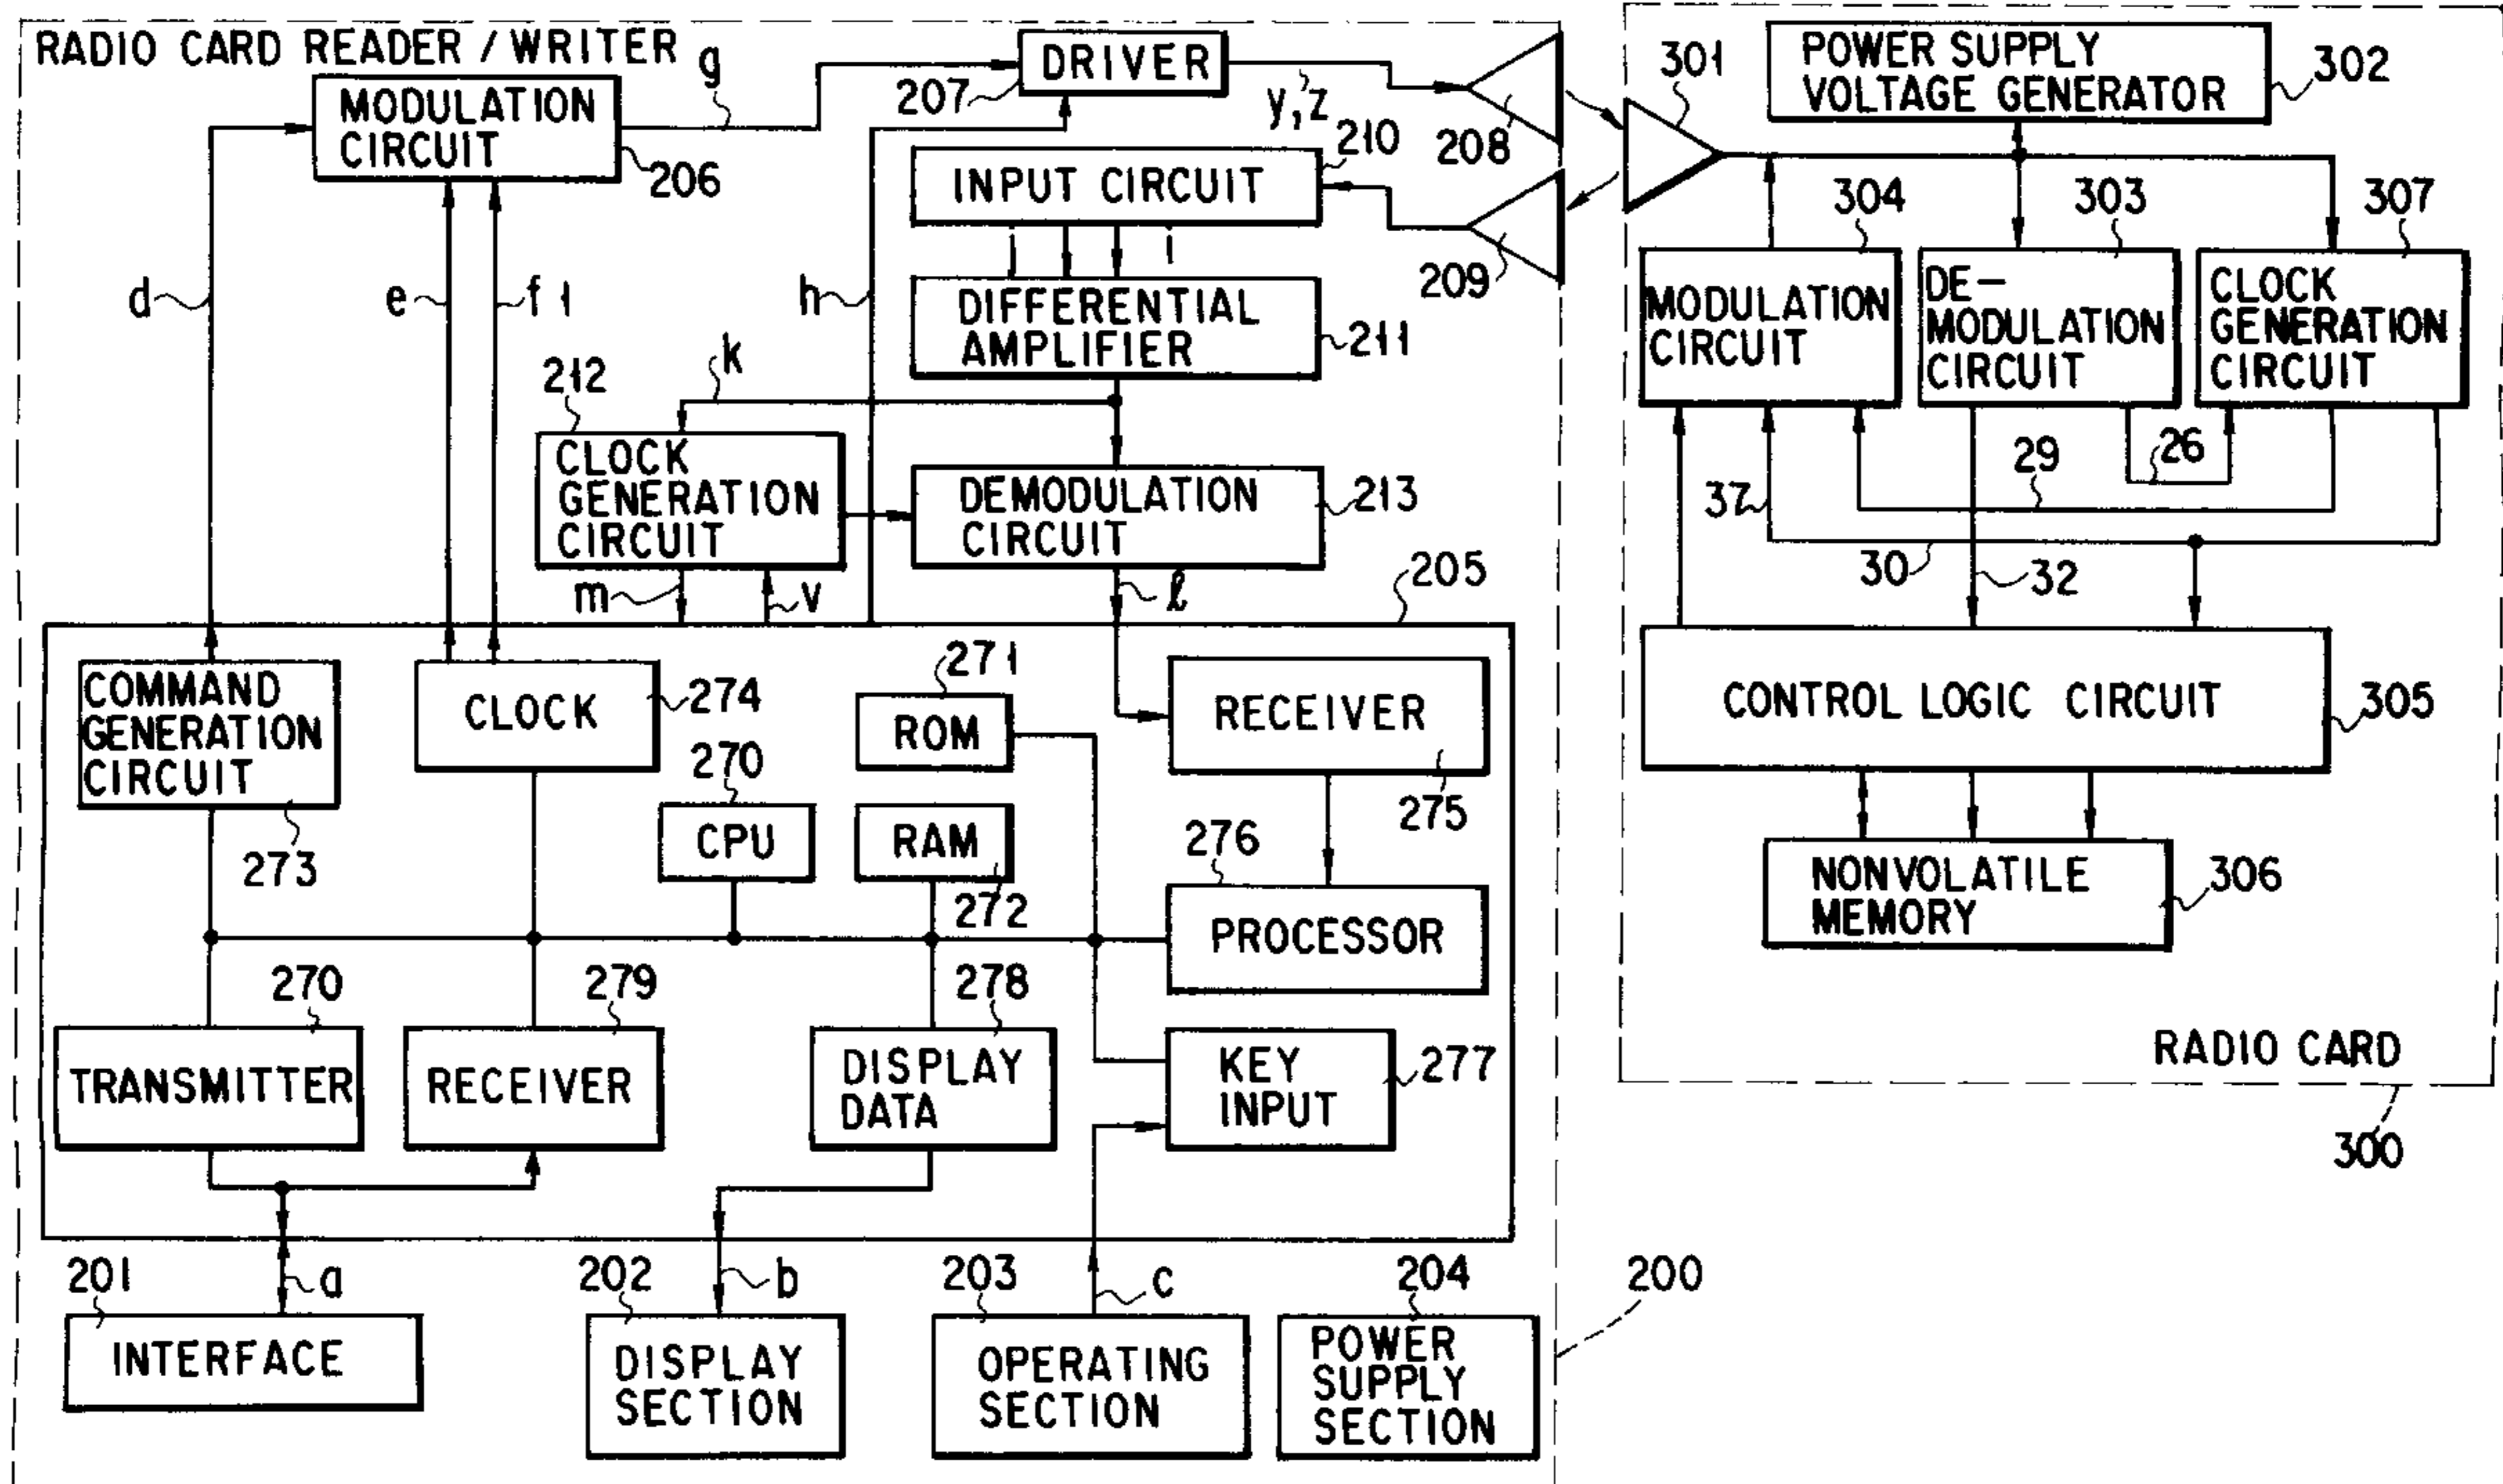 RADIO CARD READER / WRITER
g
MODULATION
CIRCUIT
206
DRIVER
207
y,z
208
210
INPUT CIRCUIT
209
j
i
d
e
f1
h
DIFFERENTIAL
AMPLIFIER
211
k
212
CLOCK
GENERATION
CIRCUIT
DEMODULATION
CIRCUIT
213
m
v
ℓ
205
COMMAND
GENERATION
CIRCUIT
273
CLOCK
274
271
ROM
RECEIVER
275
270
CPU
RAM
272
276
PROCESSOR
270
TRANSMITTER
279
RECEIVER
278
DISPLAY
DATA
KEY
INPUT
277
201
a
INTERFACE
202
b
DISPLAY
SECTION
203
c
OPERATING
SECTION
204
POWER
SUPPLY
SECTION
200
301
POWER SUPPLY
VOLTAGE GENERATOR
302
304
303
307
MODULATION
CIRCUIT
DE-
MODULATION
CIRCUIT
CLOCK
GENERATION
CIRCUIT
37
29
26
30
32
CONTROL LOGIC CIRCUIT
305
NONVOLATILE
MEMORY
306
RADIO CARD
300